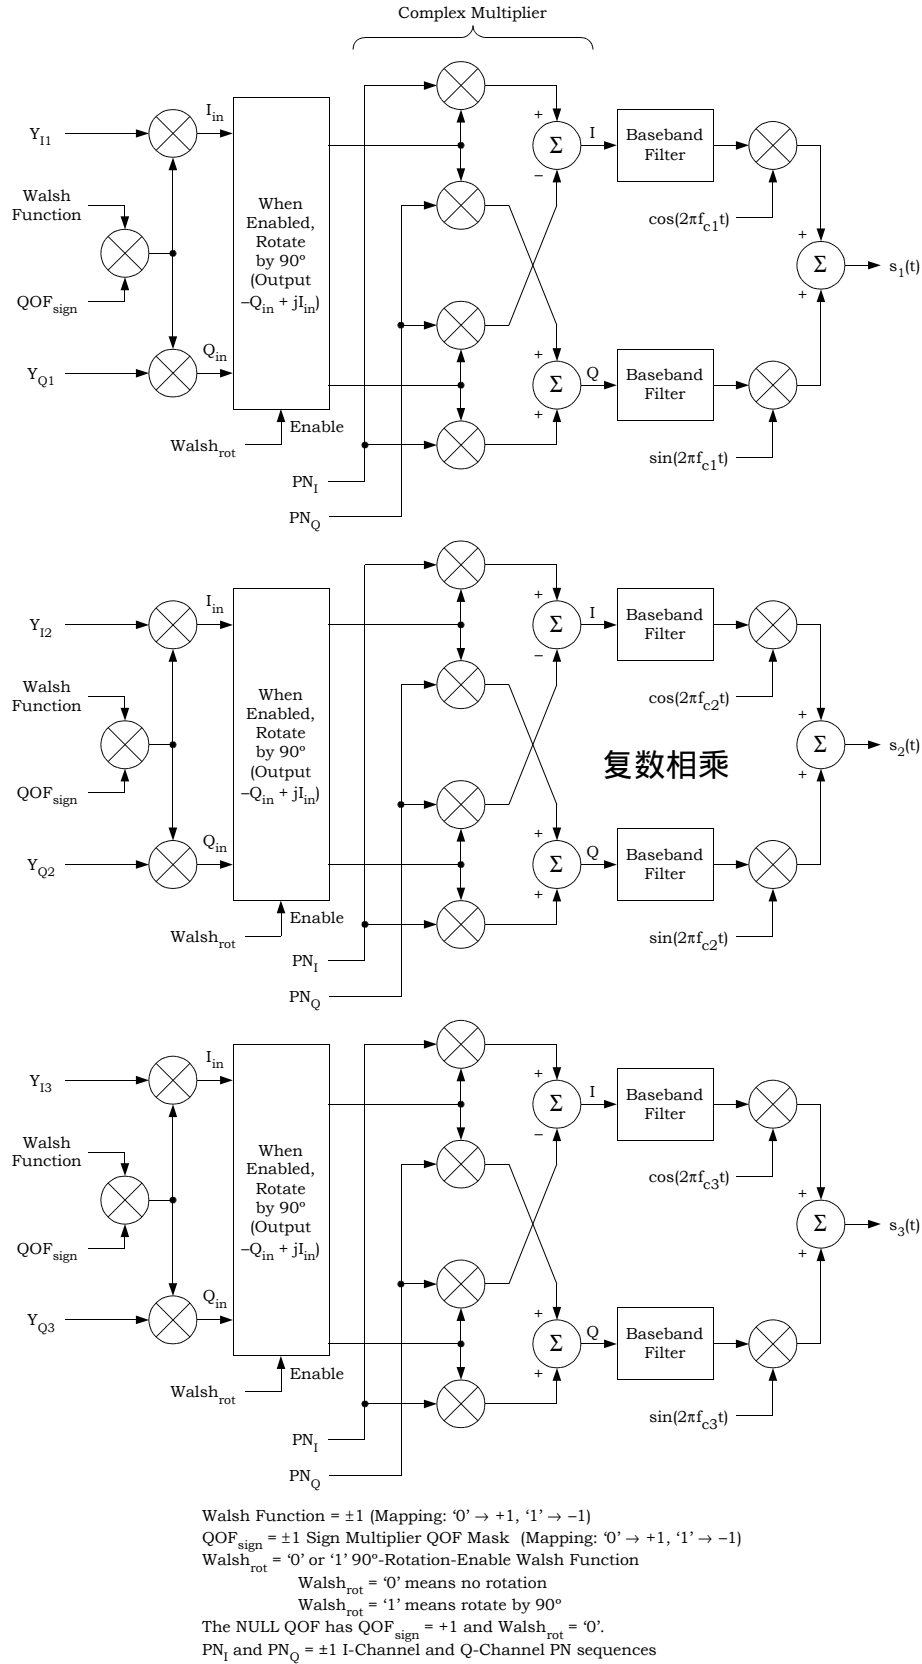 Complex Multiplier
Y_I1
I_in
Walsh
Function
QOF_sign
Y_Q1
Q_in
When
Enabled,
Rotate
by 90º
(Output
–Q_in + jI_in)
Walsh_rot
Enable
PN_I
PN_Q
+
Σ
–
I
Baseband
Filter
cos(2πf_c1t)
+
Σ
+
s_1(t)
+
Σ
+
Q
Baseband
Filter
sin(2πf_c1t)
Y_I2
I_in
Walsh
Function
QOF_sign
Y_Q2
Q_in
When
Enabled,
Rotate
by 90º
(Output
–Q_in + jI_in)
Walsh_rot
Enable
PN_I
PN_Q
+
Σ
–
I
Baseband
Filter
cos(2πf_c2t)
复数相乘
+
Σ
+
s_2(t)
+
Σ
+
Q
Baseband
Filter
sin(2πf_c2t)
Y_I3
I_in
Walsh
Function
QOF_sign
Y_Q3
Q_in
When
Enabled,
Rotate
by 90º
(Output
–Q_in + jI_in)
Walsh_rot
Enable
PN_I
PN_Q
+
Σ
–
I
Baseband
Filter
cos(2πf_c3t)
+
Σ
+
s_3(t)
+
Σ
+
Q
Baseband
Filter
sin(2πf_c3t)
Walsh Function = ±1 (Mapping: ‘0’ → +1, ‘1’ → –1)
QOF_sign = ±1 Sign Multiplier QOF Mask (Mapping: ‘0’ → +1, ‘1’ → –1)
Walsh_rot = ‘0’ or ‘1’ 90º-Rotation-Enable Walsh Function
Walsh_rot = ‘0’ means no rotation
Walsh_rot = ‘1’ means rotate by 90º
The NULL QOF has QOF_sign = +1 and Walsh_rot = ‘0’.
PN_I and PN_Q = ±1 I-Channel and Q-Channel PN sequences